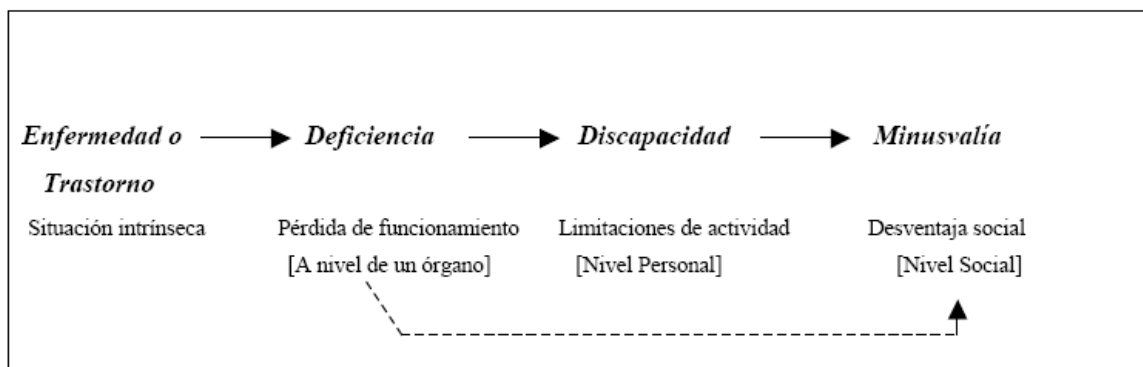 Enfermedad o Deficiencia Discapacidad Minusvalía
Trastorno
Situación intrínseca Pérdida de funcionamiento Limitaciones de actividad Desventaja social
[A nivel de un órgano] [Nivel Personal] [Nivel Social]